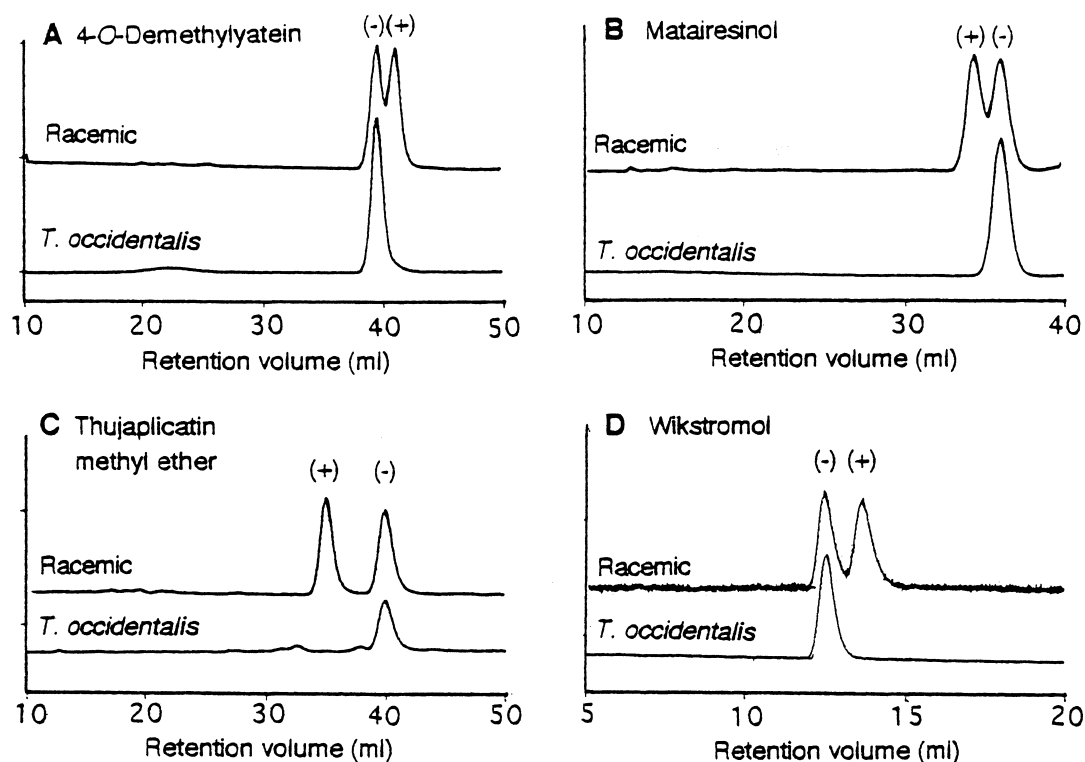 A 4-O-Demethylyatein
(-) (+)
Racemic
T. occidentalis
10 20 30 40 50
Retention volume (ml)
B Matairesinol
(+) (-)
Racemic
T. occidentalis
10 20 30 40
Retention volume (ml)
C Thujaplicatin
methyl ether
(+) (-)
Racemic
T. occidentalis
10 20 30 40 50
Retention volume (ml)
D Wikstromol
(-) (+)
Racemic
T. occidentalis
5 10 15 20
Retention volume (ml)